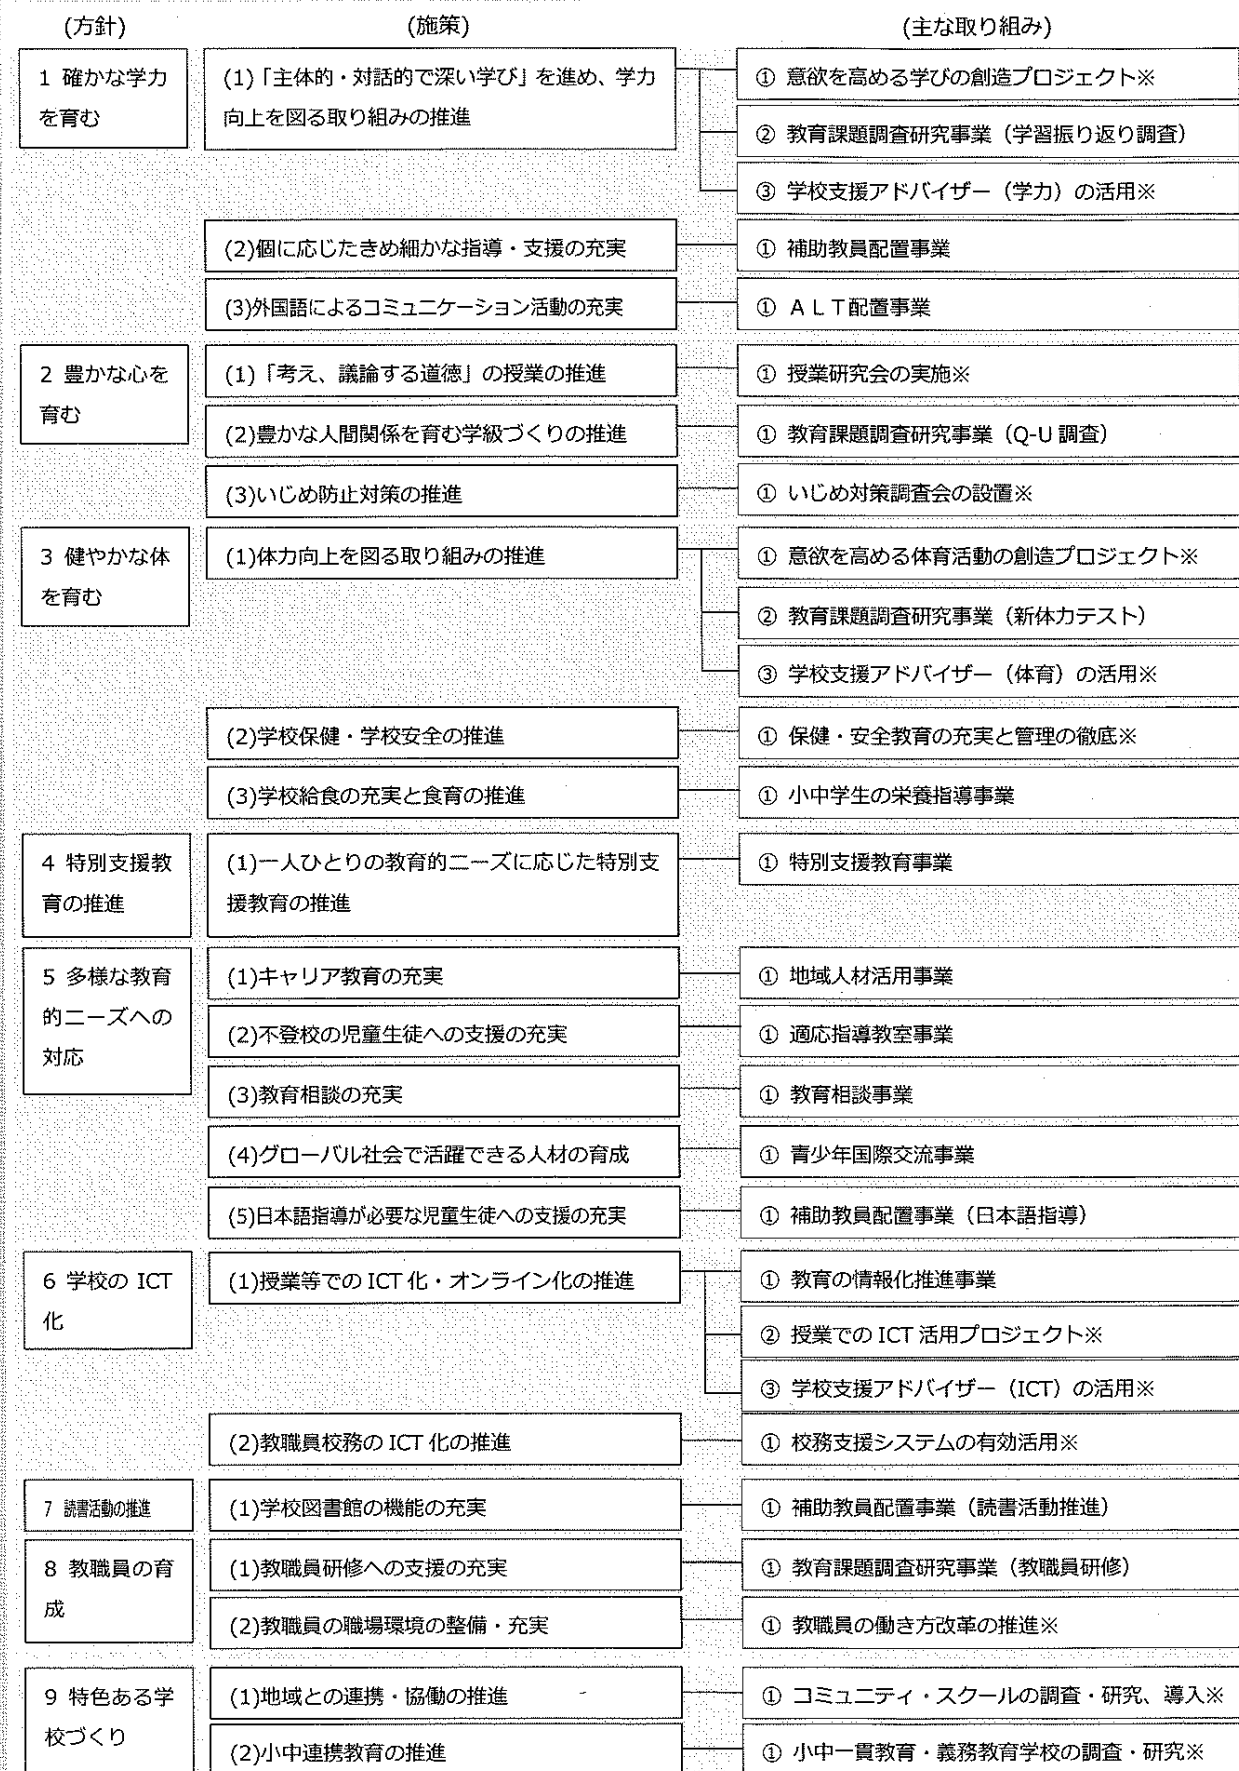 (方針)
(施策)
(主な取り組み)
1 確かな学力
を育む
(1)「主体的・対話的で深い学び」を進め、学力
向上を図る取り組みの推進
① 意欲を高める学びの創造プロジェクト※
② 教育課題調査研究事業（学習振り返り調査）
③ 学校支援アドバイザー（学力）の活用※
(2)個に応じたきめ細かな指導・支援の充実
① 補助教員配置事業
(3)外国語によるコミュニケーション活動の充実
① ＡＬＴ配置事業
2 豊かな心を
育む
(1)「考え、議論する道徳」の授業の推進
① 授業研究会の実施※
(2)豊かな人間関係を育む学級づくりの推進
① 教育課題調査研究事業（Q-U 調査）
(3)いじめ防止対策の推進
① いじめ対策調査会の設置※
3 健やかな体
を育む
(1)体力向上を図る取り組みの推進
① 意欲を高める体育活動の創造プロジェクト※
② 教育課題調査研究事業（新体力テスト）
③ 学校支援アドバイザー（体育）の活用※
(2)学校保健・学校安全の推進
① 保健・安全教育の充実と管理の徹底※
(3)学校給食の充実と食育の推進
① 小中学生の栄養指導事業
4 特別支援教
育の推進
(1)一人ひとりの教育的ニーズに応じた特別支
援教育の推進
① 特別支援教育事業
5 多様な教育
的ニーズへの
対応
(1)キャリア教育の充実
① 地域人材活用事業
(2)不登校の児童生徒への支援の充実
① 適応指導教室事業
(3)教育相談の充実
① 教育相談事業
(4)グローバル社会で活躍できる人材の育成
① 青少年国際交流事業
(5)日本語指導が必要な児童生徒への支援の充実
① 補助教員配置事業（日本語指導）
6 学校の ICT
化
(1)授業等での ICT 化・オンライン化の推進
① 教育の情報化推進事業
② 授業での ICT 活用プロジェクト※
③ 学校支援アドバイザー（ICT）の活用※
(2)教職員校務の ICT 化の推進
① 校務支援システムの有効活用※
7 読書活動の推進
(1)学校図書館の機能の充実
① 補助教員配置事業（読書活動推進）
8 教職員の育
成
(1)教職員研修への支援の充実
① 教育課題調査研究事業（教職員研修）
(2)教職員の職場環境の整備・充実
① 教職員の働き方改革の推進※
9 特色ある学
校づくり
(1)地域との連携・協働の推進
① コミュニティ・スクールの調査・研究、導入※
(2)小中連携教育の推進
① 小中一貫教育・義務教育学校の調査・研究※